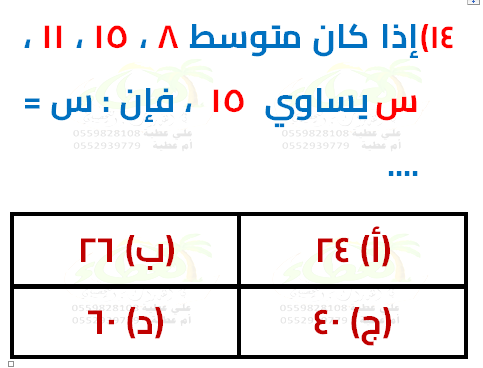 ١٤)إذا كان متوسط ٨ ، ١٥ ، ١١ ،
س يساوي ١٥ ، فإن : س =
....
(أ) ٢٤
(ب) ٢٦
(ج) ٤٠
(د) ٦٠
علي عطية 0559828108
أم عطية 0552939779